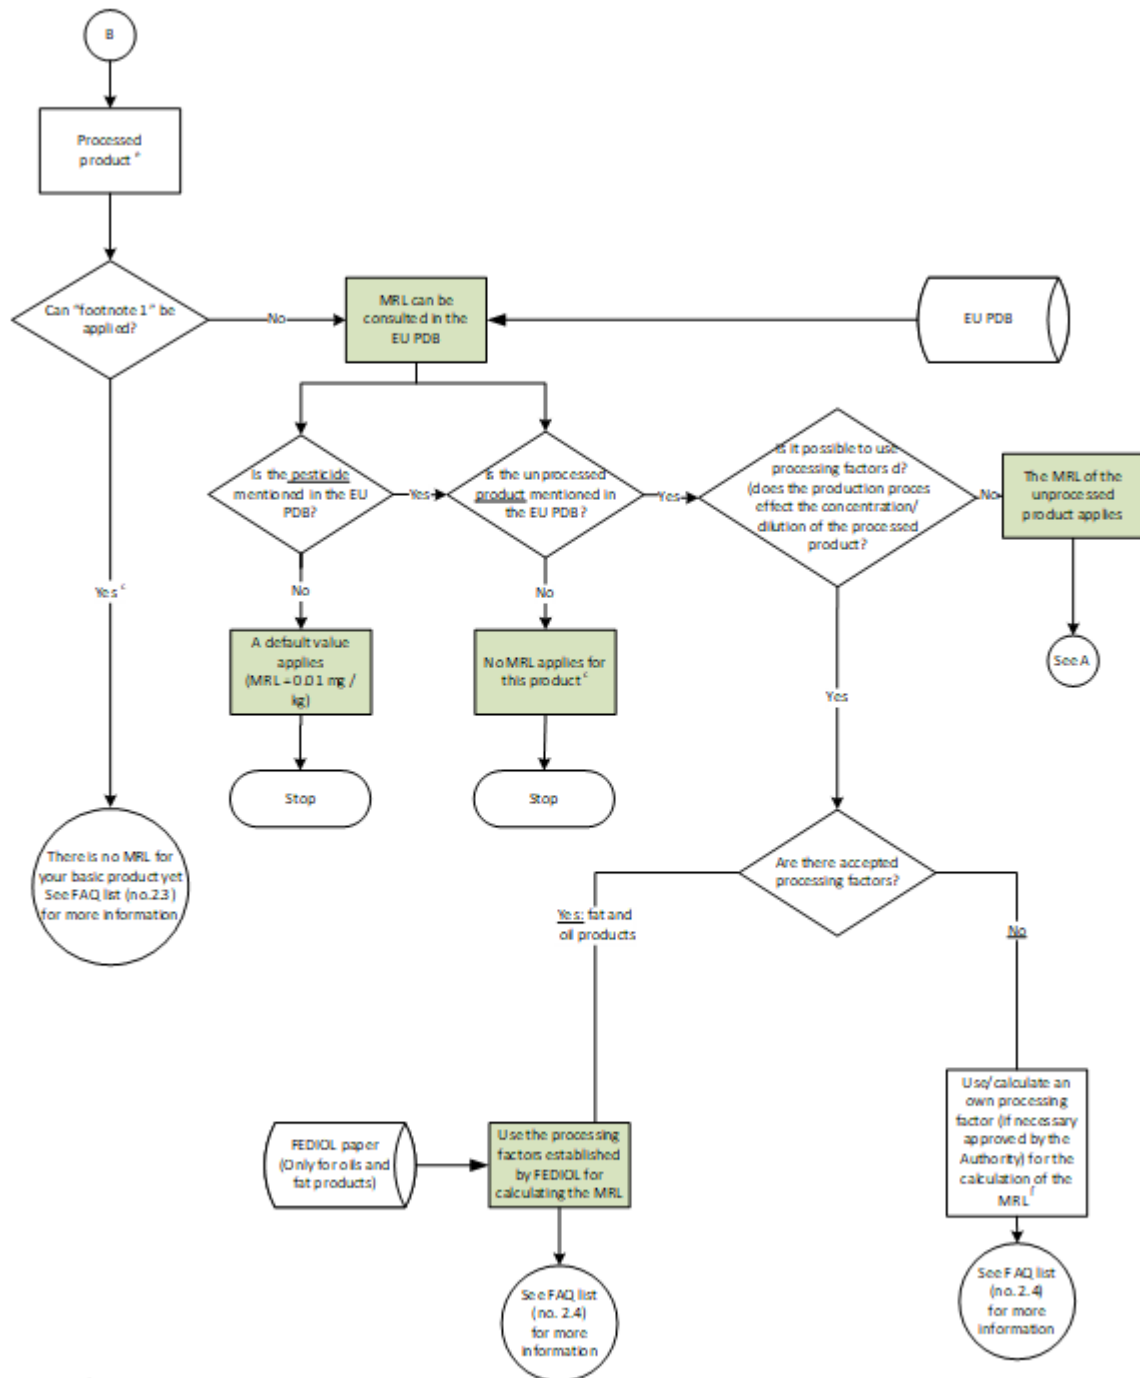 B
Processed
product e
Can "footnote 1" be
applied?
No
MRL can be
consulted in the
EU PDB
EU PDB
Is the pesticide
mentioned in the EU
PDB?
Yes
Is the unprocessed
product mentioned in
the EU PDB?
Yes
Is it possible to use
processing factors d?
(does the production proces
effect the concentration/
dilution of the processed
product?
No
The MRL of the
unprocessed
product applies
Yes c
No
No
A default value
applies
(MRL = 0.01 mg /
kg)
No MRL applies for
this product c
See A
Yes
Stop
Stop
There is no MRL for
your basic product yet
See FAQ list (no.2.3)
for more information
Are there accepted
processing factors?
Yes: fat and
oil products
No
FEDIOL paper
(Only for oils and
fat products)
Use the processing
factors established
by FEDIOL for
calculating the MRL
Use/calculate an
own processing
factor (if necessary
approved by the
Authority) for the
calculation of the
MRL f
See FAQ list
(no. 2.4)
for more
information
See FAQ list
(no. 2.4)
for more
information